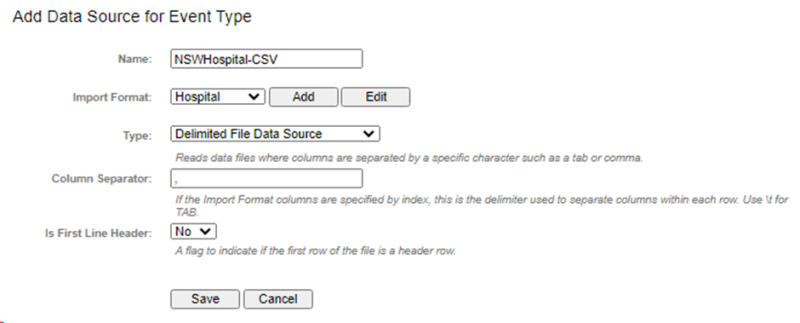 Add Data Source for Event Type
Name: NSWHospital-CSV
Import Format: Hospital Add Edit
Type: Delimited File Data Source
Reads data files where columns are separated by a specific character such as a tab or comma.
Column Separator: ,
If the Import Format columns are specified by index, this is the delimiter used to separate columns within each row. Use \t for
TAB.
Is First Line Header: No
A flag to indicate if the first row of the file is a header row.
Save Cancel